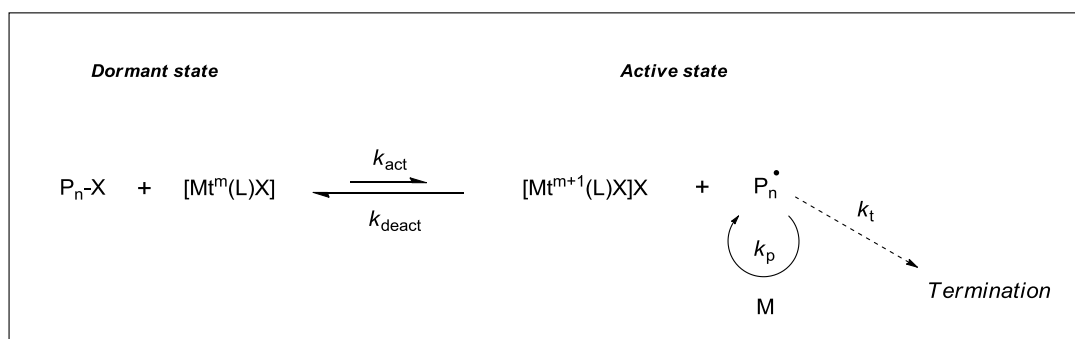 Dormant state Active state
k_act
P_n-X + [Mt^m(L)X] [Mt^{m+1}(L)X]X + P_n^•
k_deact
k_t
k_p
Termination
M